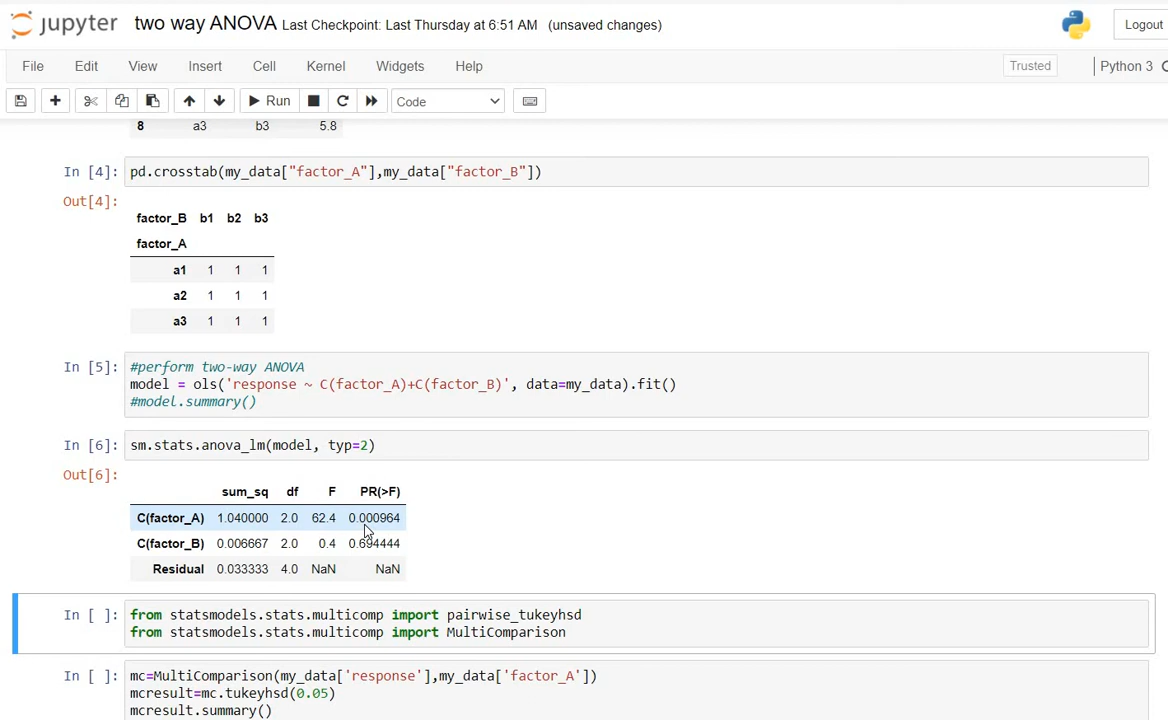 jupyter two way ANOVA Last Checkpoint: Last Thursday at 6:51 AM (unsaved changes) Logout
File Edit View Insert Cell Kernel Widgets Help Trusted Python 3
Run Code
8 a3 b3 5.8
In [4]: pd.crosstab(my_data["factor_A"],my_data["factor_B"])
Out[4]:
factor_B b1 b2 b3
factor_A
a1 1 1 1
a2 1 1 1
a3 1 1 1
In [5]: #perform two-way ANOVA
model = ols('response ~ C(factor_A)+C(factor_B)', data=my_data).fit()
#model.summary()
In [6]: sm.stats.anova_lm(model, typ=2)
Out[6]:
sum_sq df F PR(>F)
C(factor_A) 1.040000 2.0 62.4 0.000964
C(factor_B) 0.006667 2.0 0.4 0.694444
Residual 0.033333 4.0 NaN NaN
In [ ]: from statsmodels.stats.multicomp import pairwise_tukeyhsd
from statsmodels.stats.multicomp import MultiComparison
In [ ]: mc=MultiComparison(my_data['response'],my_data['factor_A'])
mcresult=mc.tukeyhsd(0.05)
mcresult.summary()